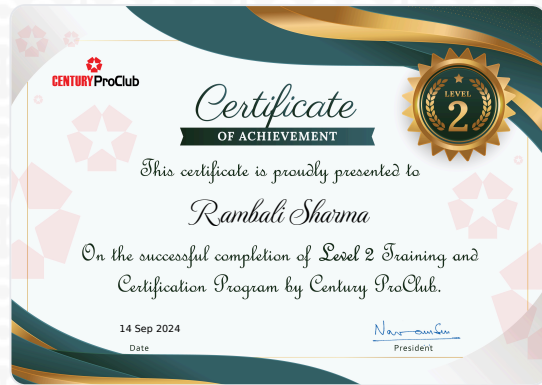 CENTURY ProClub
LEVEL
2
Certificate
OF ACHIEVEMENT
This certificate is proudly presented to
Rambali Sharma
On the successful completion of Level 2 Training and
Certification Program by Century ProClub.
14 Sep 2024
Date
President